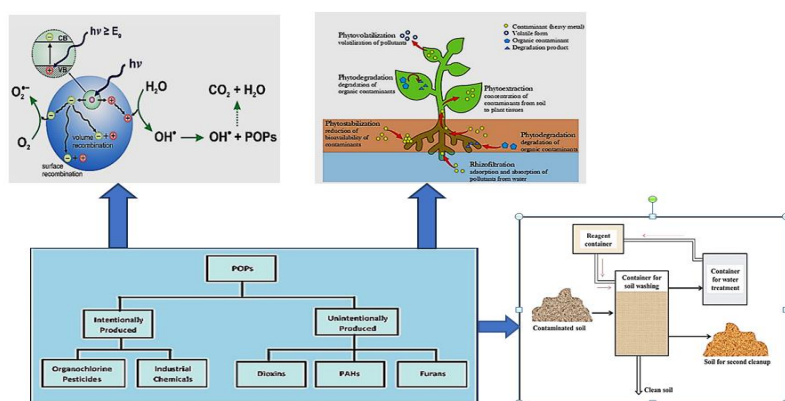 hν ≥ Eg
CB
VB
hν
H₂O
O₂•−
O₂
OH•
OH• + POPs
CO₂ + H₂O
volume
recombination
surface
recombination
Contaminant (heavy metal)
Volatile form
Organic contaminant
Degradation product
Phytovolatilization
volatilization of pollutants
Phytodegradation
degradation of
organic contaminants
Phytoextraction
concentration of
contaminants from soil
to plant tissues
Phytostabilization
reduction of
bioavailability of
contaminants
Phytodegradation
degradation of
organic contaminants
Rhizofiltration
adsorption and absorption of
pollutants from water
POPs
Intentionally
Produced
Unintentionally
Produced
Organochlorine
Pesticides
Industrial
Chemicals
Dioxins
PAHs
Furans
Reagent
container
Container for
soil washing
Container
for water
treatment
Contaminated soil
Soil for second cleanup
Clean soil